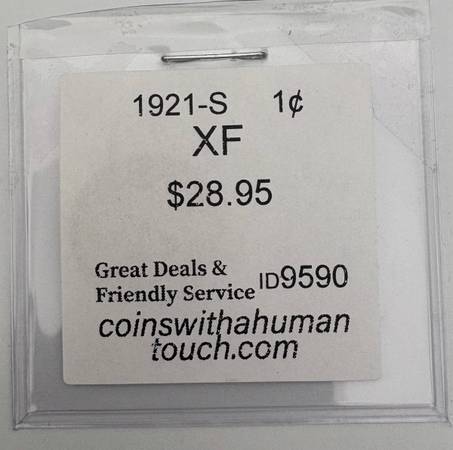 1921-S 1¢
XF
$28.95
Great Deals &
Friendly Service ID9590
coinswithahuman
touch.com